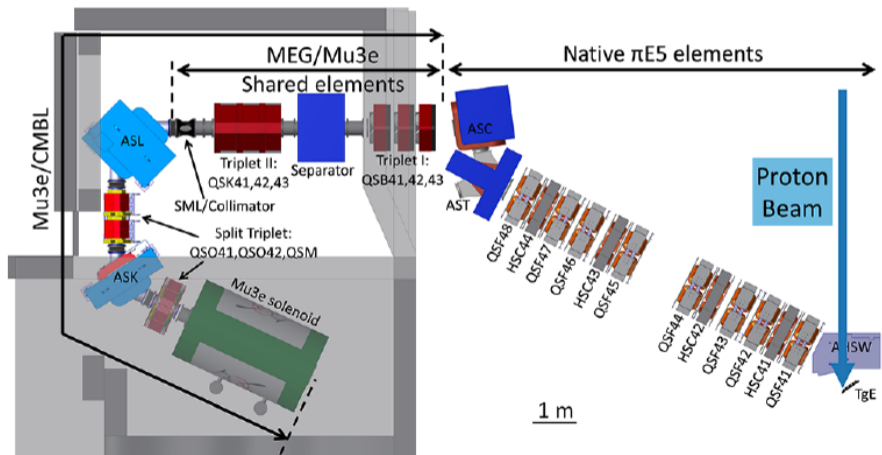 MEG/Mu3e
Shared elements
Native πE5 elements
Mu3e/CMBL
ASL
ASC
Triplet II:
QSK41,42,43
Separator
Triplet I:
QSB41,42,43
AST
SML/Collimator
Split Triplet:
QSO41,QSO42,QSM
ASK
Mu3e solenoid
Proton
Beam
QSF48
HSC44
QSF47
QSF46
HSC43
QSF45
QSF44
HSC42
QSF43
QSF42
HSC41
QSF41
AHSW
TgE
1 m